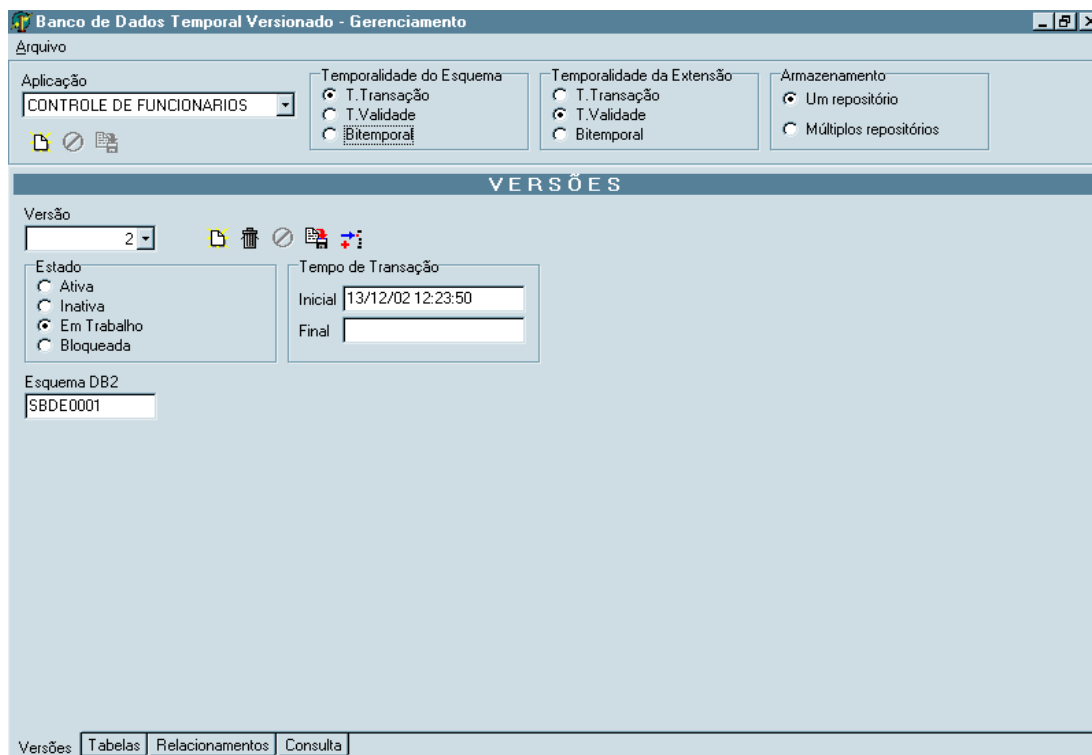 Banco de Dados Temporal Versionado - Gerenciamento
Arquivo
Aplicação
CONTROLE DE FUNCIONARIOS
Temporalidade do Esquema
T.Transação
T.Validade
Bitemporal
Temporalidade da Extensão
T.Transação
T.Validade
Bitemporal
Armazenamento
Um repositório
Múltiplos repositórios
VERSÕES
Versão
2
Estado
Ativa
Inativa
Em Trabalho
Bloqueada
Tempo de Transação
Inicial 13/12/02 12:23:50
Final
Esquema DB2
SBDE0001
Versões Tabelas Relacionamentos Consulta